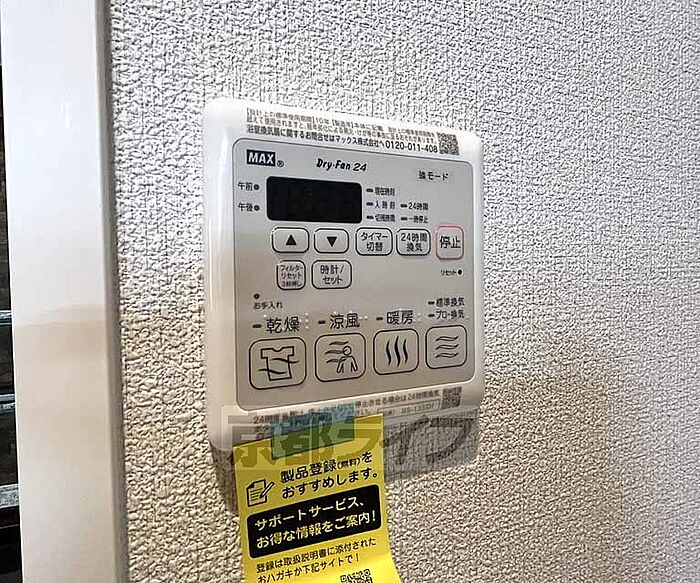 浴室換気扇に関するお問合せはマックス株式会社へ 0120-011-408
MAX® Dry・Fan 24 強モード
午前 現在時刻
入時刻 24時間
午後 切残時間 一時停止
▲ ▼ タイマー切替 24時間換気 停止
フィルターリセット3秒押し 時計/セット リセット
お手入れ
標準換気
乾燥 涼風 暖房 プロー換気
京都ライフ
製品登録(無料)を
おすすめします。
サポートサービス、
お得な情報をご案内!
登録は取扱説明書に添付された
おハガキか下記サイトで!